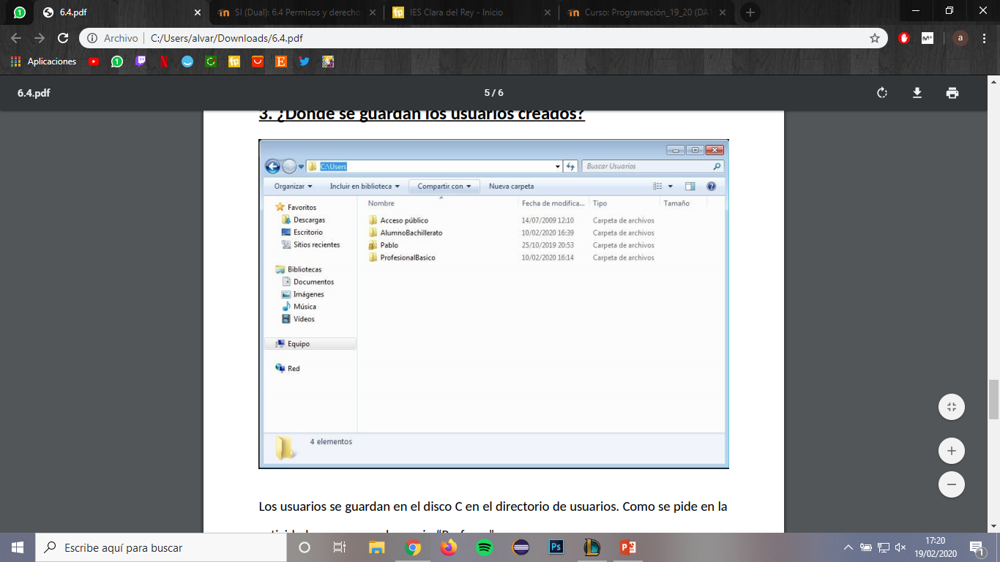 6.4.pdf
SI (Dual): 6.4 Permisos y derecho
IES Clara del Rey - Inicio
Curso: Programación_19_20 (DA
Archivo C:/Users/alvar/Downloads/6.4.pdf
a
Aplicaciones
6.4.pdf
5 / 6
3. ¿Dónde se guardan los usuarios creados?
C:\Users
Buscar Usuarios
Organizar Incluir en biblioteca Compartir con Nueva carpeta
Nombre Fecha de modifica... Tipo Tamaño
Favoritos
Descargas
Escritorio
Sitios recientes
Bibliotecas
Documentos
Imágenes
Música
Vídeos
Equipo
Red
Acceso público 14/07/2009 12:10 Carpeta de archivos
AlumnoBachillerato 10/02/2020 16:39 Carpeta de archivos
Pablo 25/10/2019 20:53 Carpeta de archivos
ProfesionalBasico 10/02/2020 16:14 Carpeta de archivos
4 elementos
Los usuarios se guardan en el disco C en el directorio de usuarios. Como se pide en la
Escribe aquí para buscar
17:20
19/02/2020
1